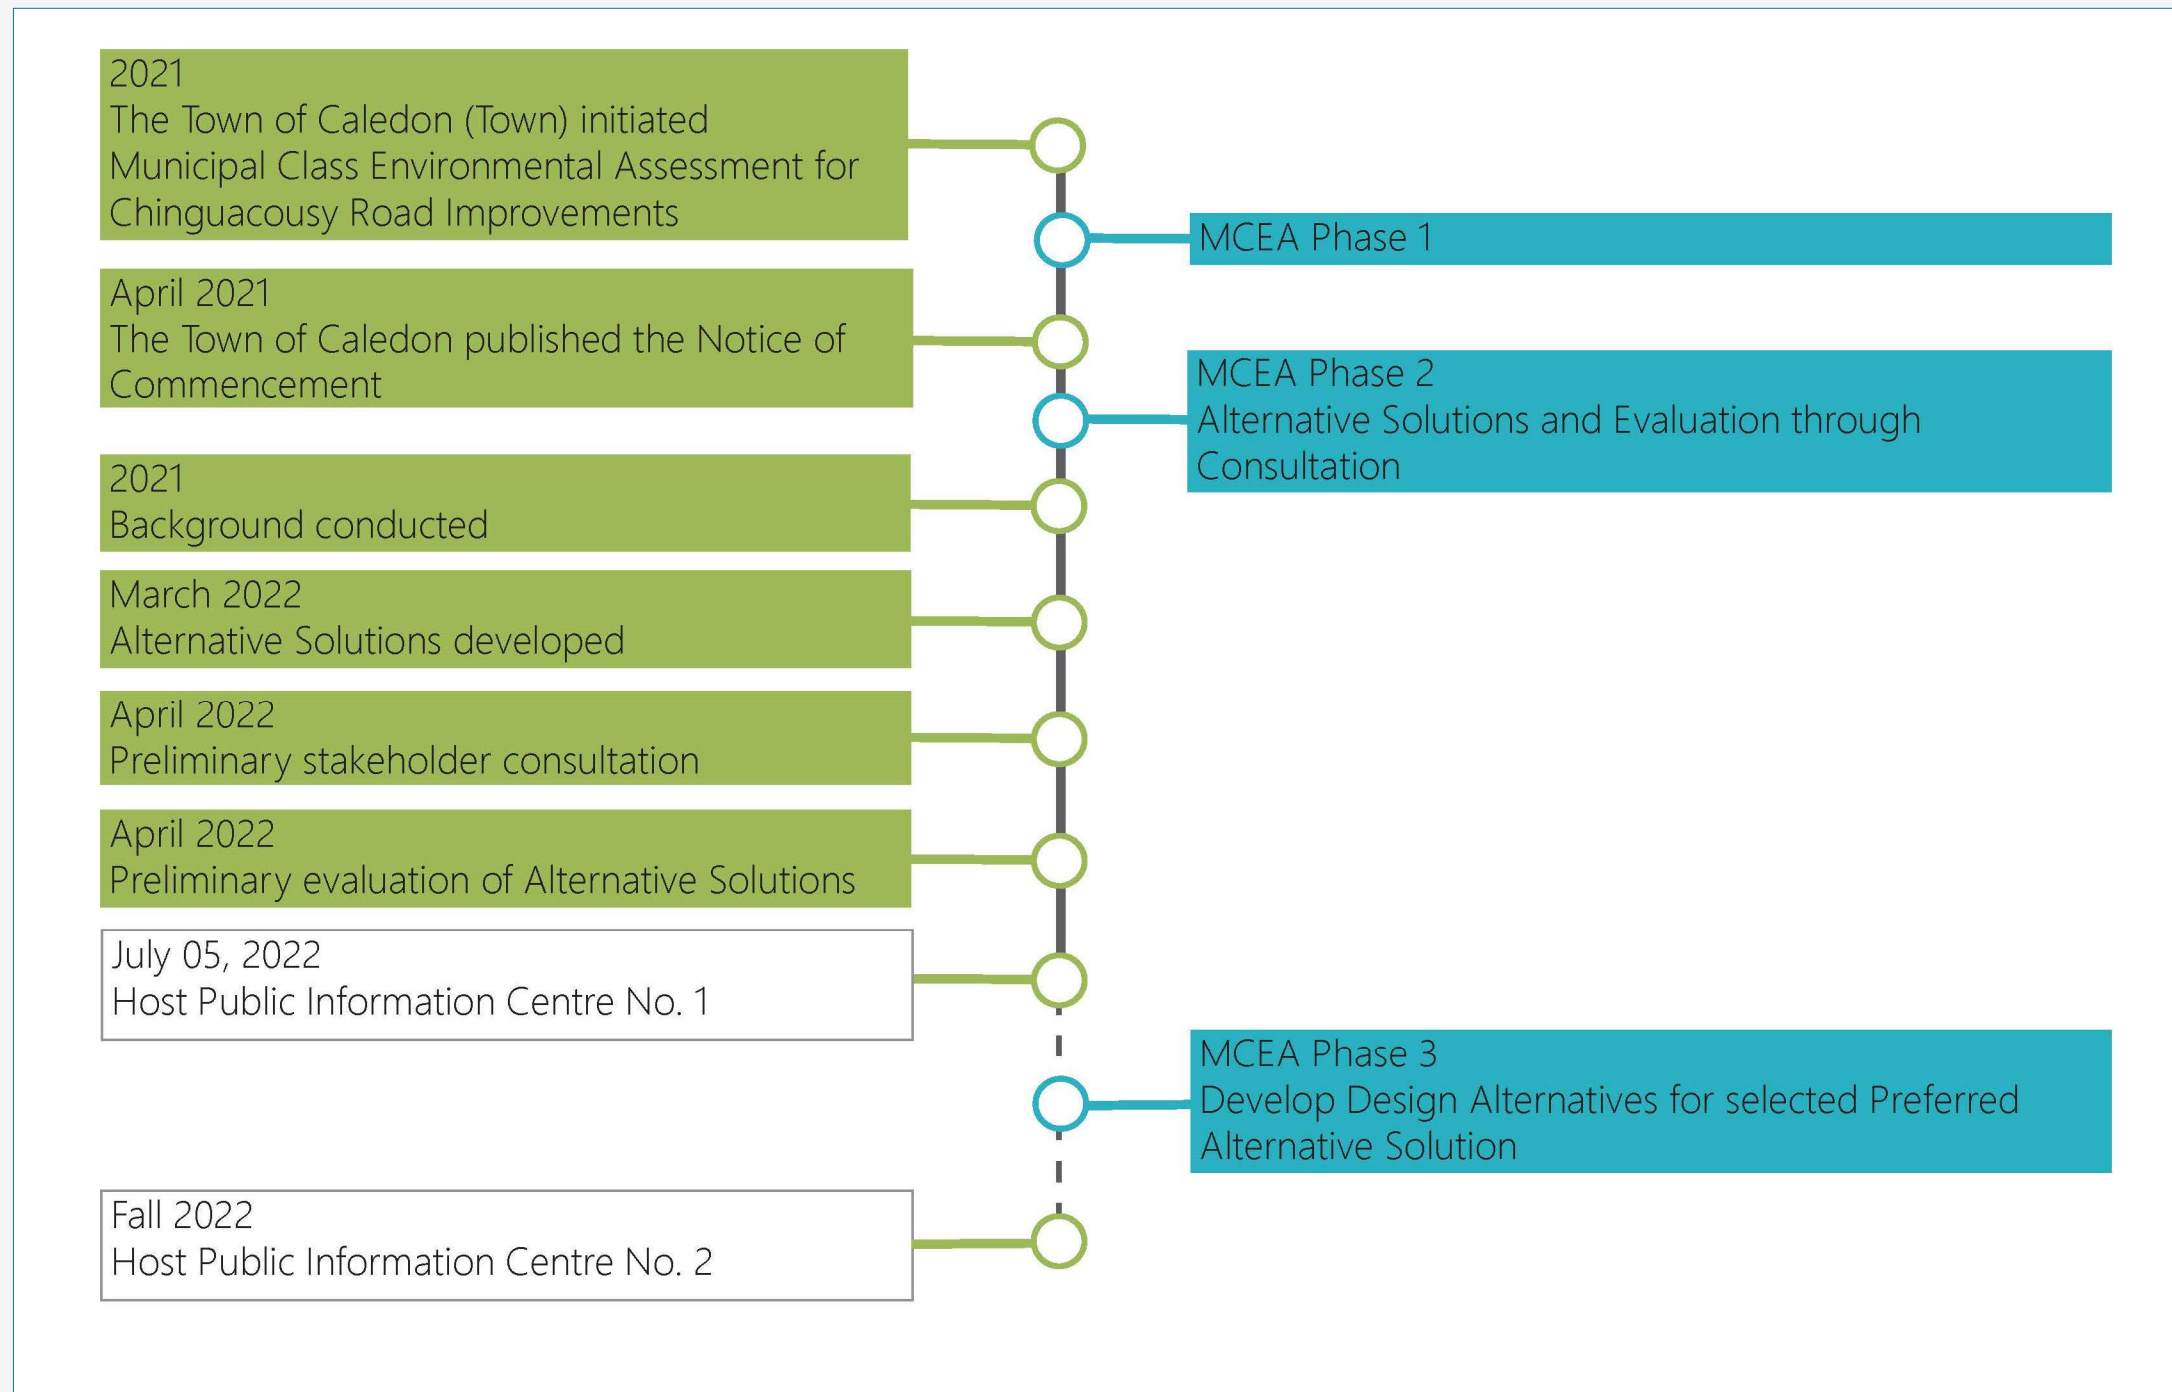 2021
The Town of Caledon (Town) initiated
Municipal Class Environmental Assessment for
Chinguacousy Road Improvements
MCEA Phase 1
April 2021
The Town of Caledon published the Notice of
Commencement
MCEA Phase 2
Alternative Solutions and Evaluation through
Consultation
2021
Background conducted
March 2022
Alternative Solutions developed
April 2022
Preliminary stakeholder consultation
April 2022
Preliminary evaluation of Alternative Solutions
July 05, 2022
Host Public Information Centre No. 1
MCEA Phase 3
Develop Design Alternatives for selected Preferred
Alternative Solution
Fall 2022
Host Public Information Centre No. 2